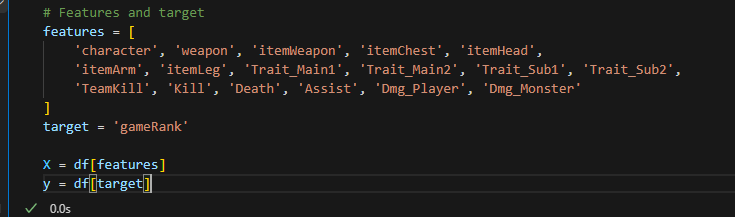 # Features and target
features = [
    'character', 'weapon', 'itemWeapon', 'itemChest', 'itemHead',
    'itemArm', 'itemLeg', 'Trait_Main1', 'Trait_Main2', 'Trait_Sub1', 'Trait_Sub2',
    'TeamKill', 'Kill', 'Death', 'Assist', 'Dmg_Player', 'Dmg_Monster'
]
target = 'gameRank'

X = df[features]
y = df[target]
✓ 0.0s